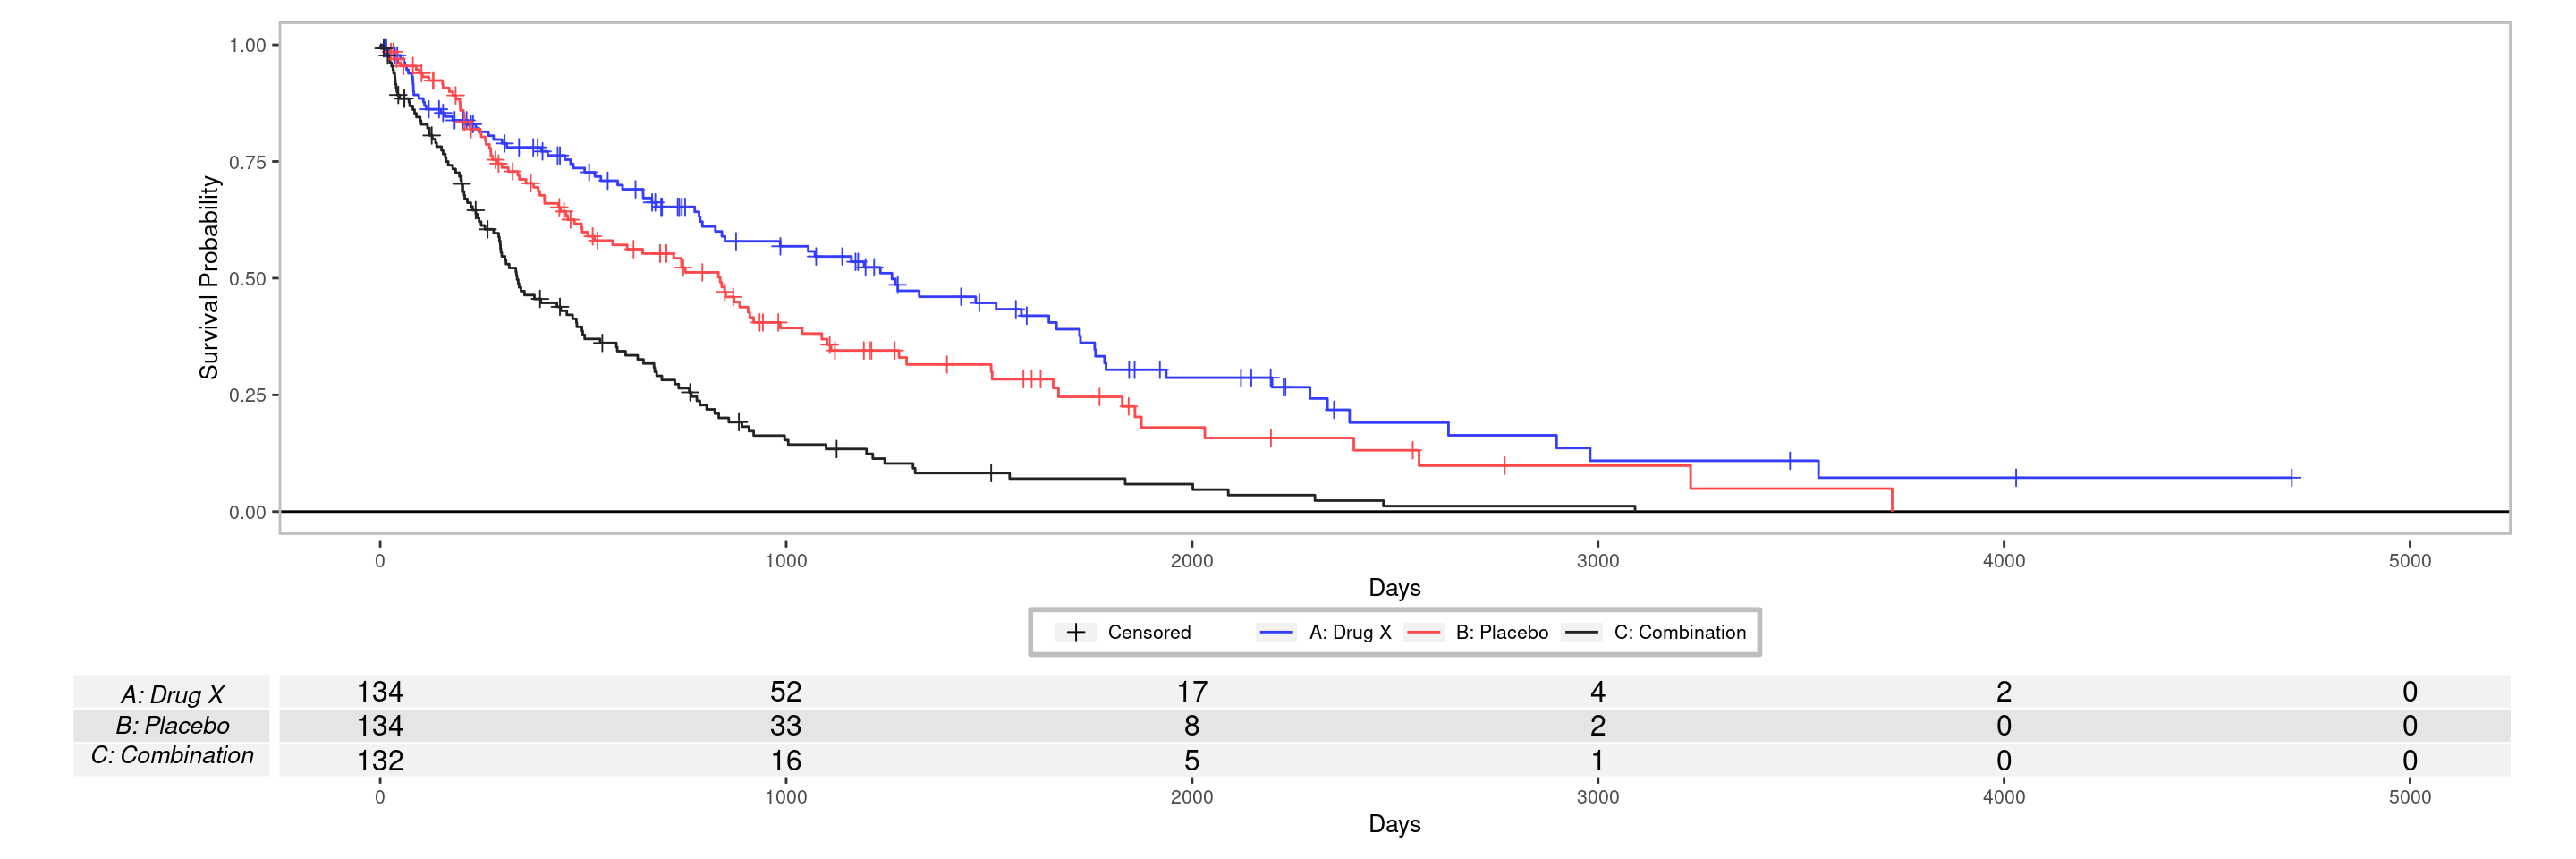 1.00
0.75
0.50
0.25
0.00
Survival Probability
0 1000 2000 3000 4000 5000
Days
Censored A: Drug X B: Placebo C: Combination
A: Drug X 134 52 17 4 2 0
B: Placebo 134 33 8 2 0 0
C: Combination 132 16 5 1 0 0
0 1000 2000 3000 4000 5000
Days